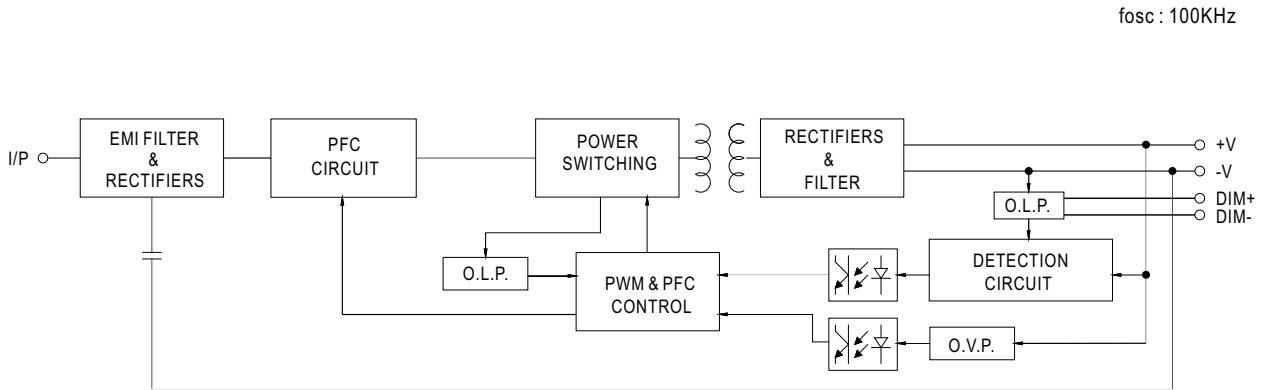 fosc : 100KHz
I/P
EMI FILTER
&
RECTIFIERS
PFC
CIRCUIT
POWER
SWITCHING
RECTIFIERS
&
FILTER
+V
-V
DIM+
DIM-
O.L.P.
O.L.P.
PWM & PFC
CONTROL
DETECTION
CIRCUIT
O.V.P.